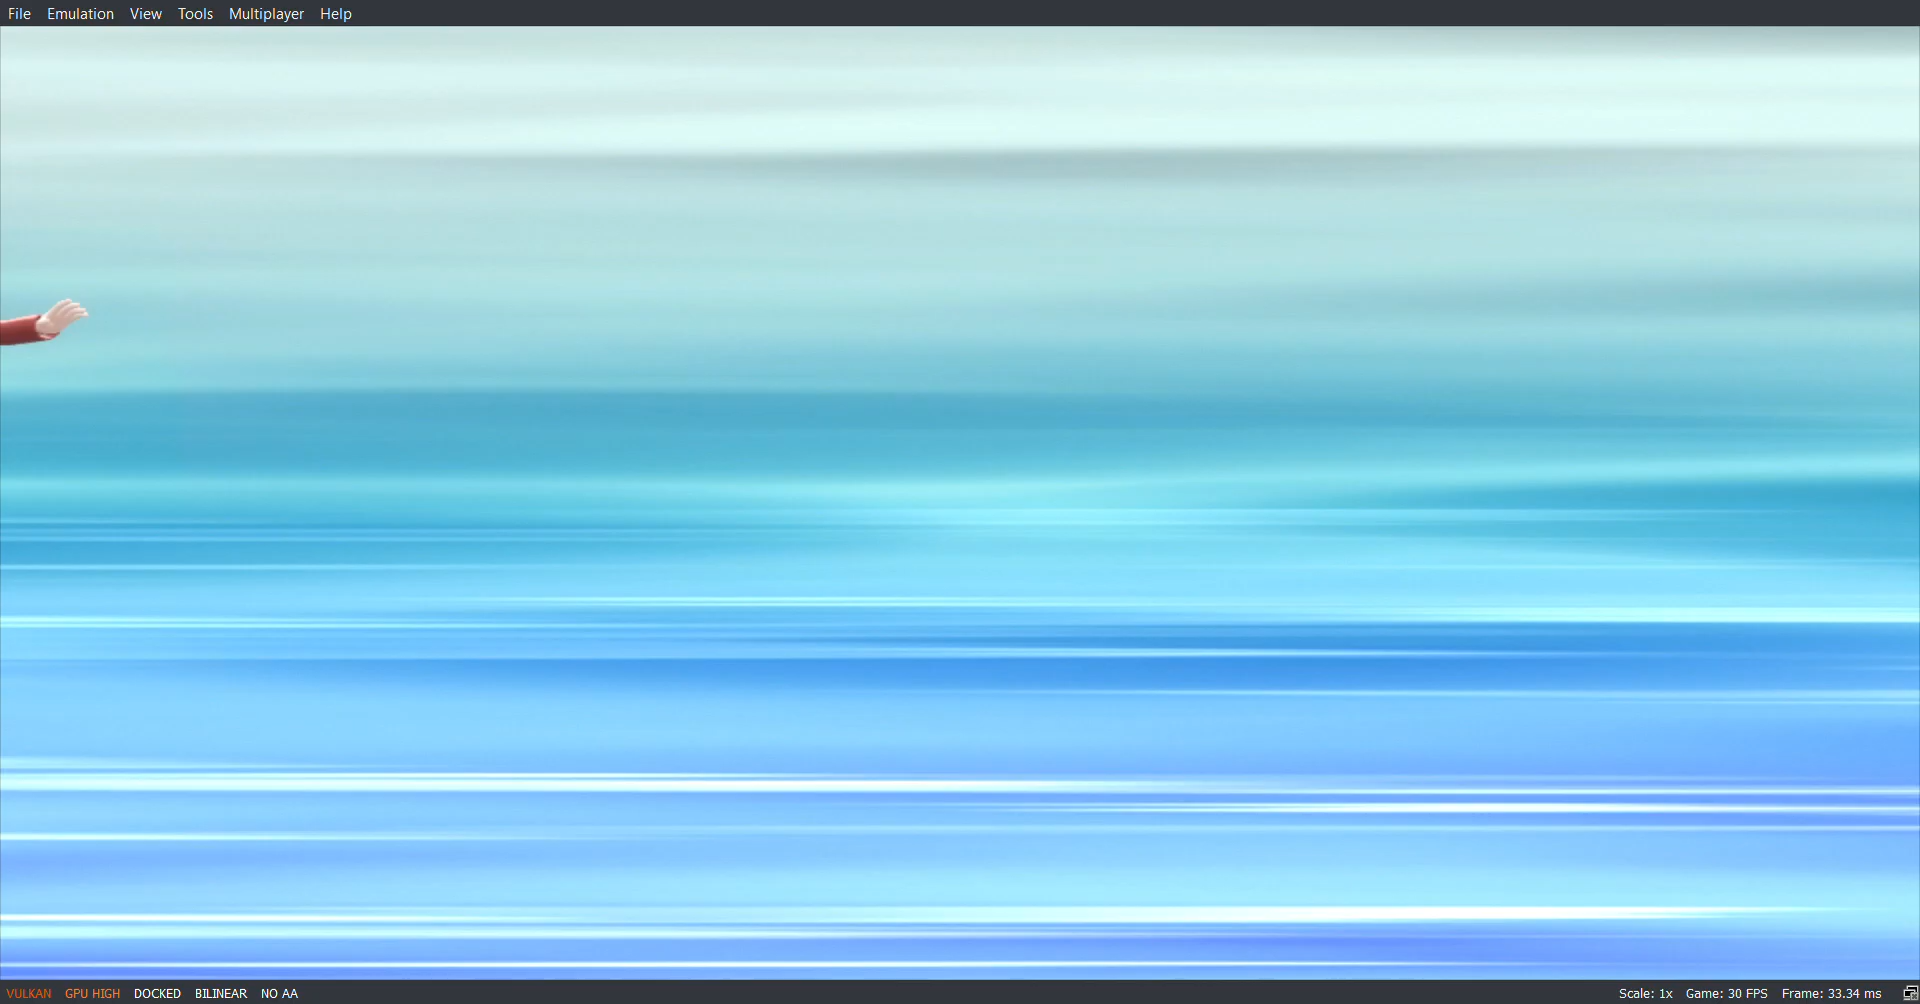 File Emulation View Tools Multiplayer Help
VULKAN GPU HIGH DOCKED BILINEAR NO AA Scale: 1x Game: 30 FPS Frame: 33.34 ms